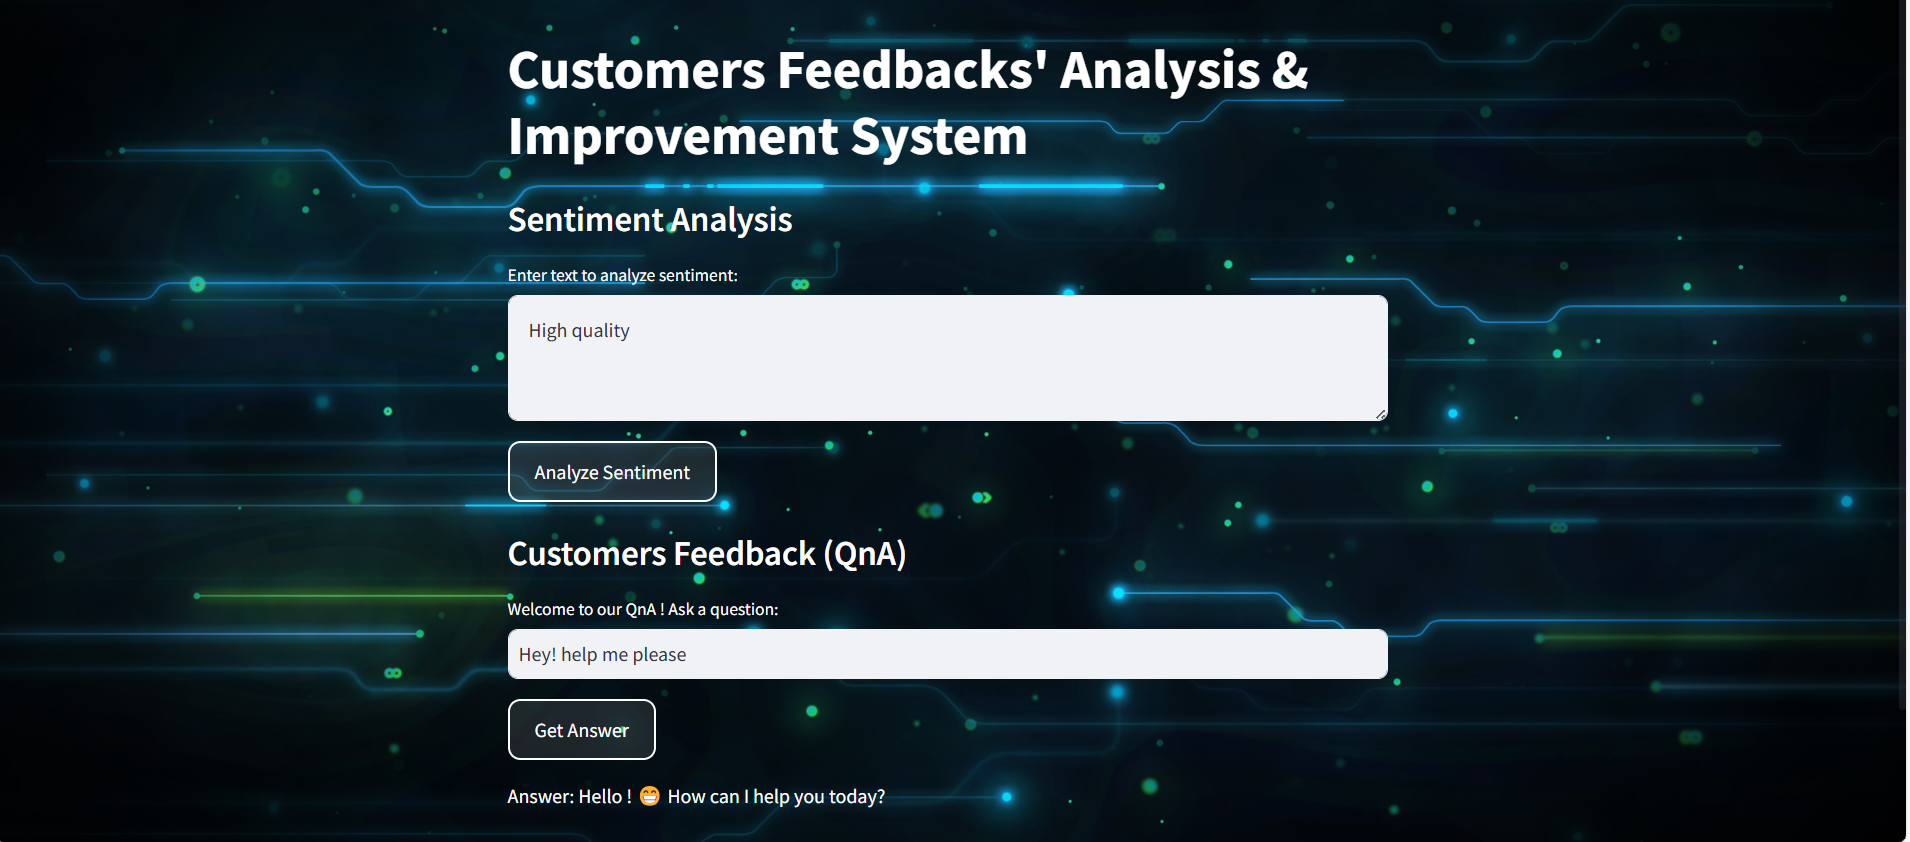 Customers Feedbacks' Analysis &
Improvement System
Sentiment Analysis
Enter text to analyze sentiment:
High quality
Analyze Sentiment
Customers Feedback (QnA)
Welcome to our QnA ! Ask a question:
Hey! help me please
Get Answer
Answer: Hello ! 😁 How can I help you today?